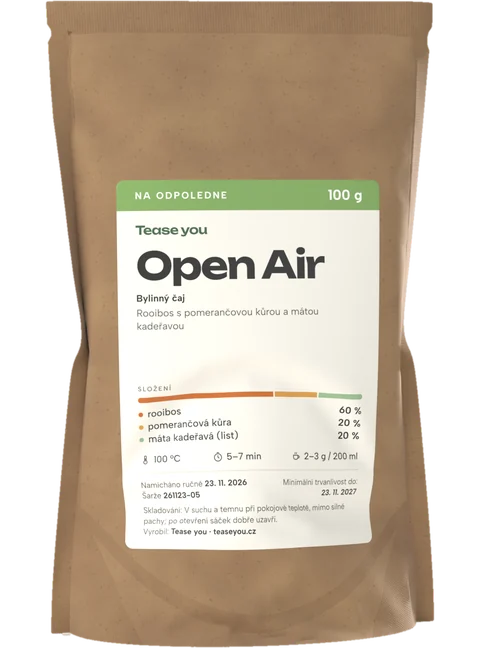 NA ODPOLEDNE 100 g
Tease you
Open Air
Bylinný čaj
Rooibos s pomerančovou kůrou a mátou
kadeřavou
SLOŽENÍ
rooibos 60 %
pomerančová kůra 20 %
máta kadeřavá (list) 20 %
100 °C 5–7 min 2–3 g / 200 ml
Namícháno ručně 23. 11. 2026 Minimální trvanlivost do:
Šarže 261123-05 23. 11. 2027
Skladování: V suchu a temnu při pokojové teplotě, mimo silné
pachy; po otevření sáček dobře uzavři.
Vyrobil: Tease you · teaseyou.cz